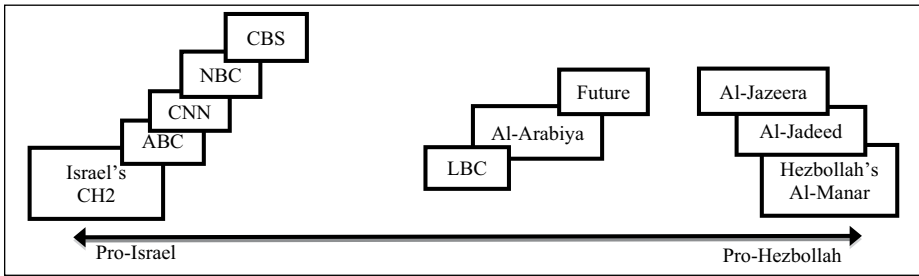 CBS
NBC
CNN
ABC
Israel's
CH2
Future
Al-Arabiya
LBC
Al-Jazeera
Al-Jadeed
Hezbollah's
Al-Manar
Pro-Israel
Pro-Hezbollah